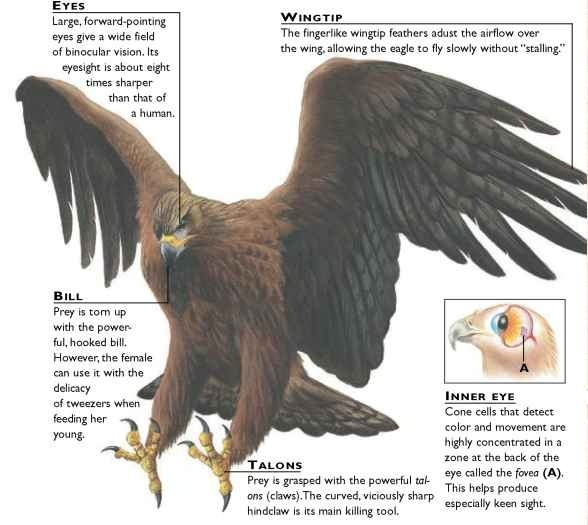 EYES
Large, forward-pointing
eyes give a wide field
of binocular vision. Its
eyesight is about eight
times sharper
than that of
a human.
WINGTIP
The fingerlike wingtip feathers adust the airflow over
the wing, allowing the eagle to fly slowly without “stalling.”
BILL
Prey is torn up
with the power-
ful, hooked bill.
However, the female
can use it with the
delicacy
of tweezers when
feeding her
young.
TALONS
Prey is grasped with the powerful tal-
ons (claws).The curved, viciously sharp
hindclaw is its main killing tool.
A
INNER EYE
Cone cells that detect
color and movement are
highly concentrated in a
zone at the back of the
eye called the fovea (A).
This helps produce
especially keen sight.